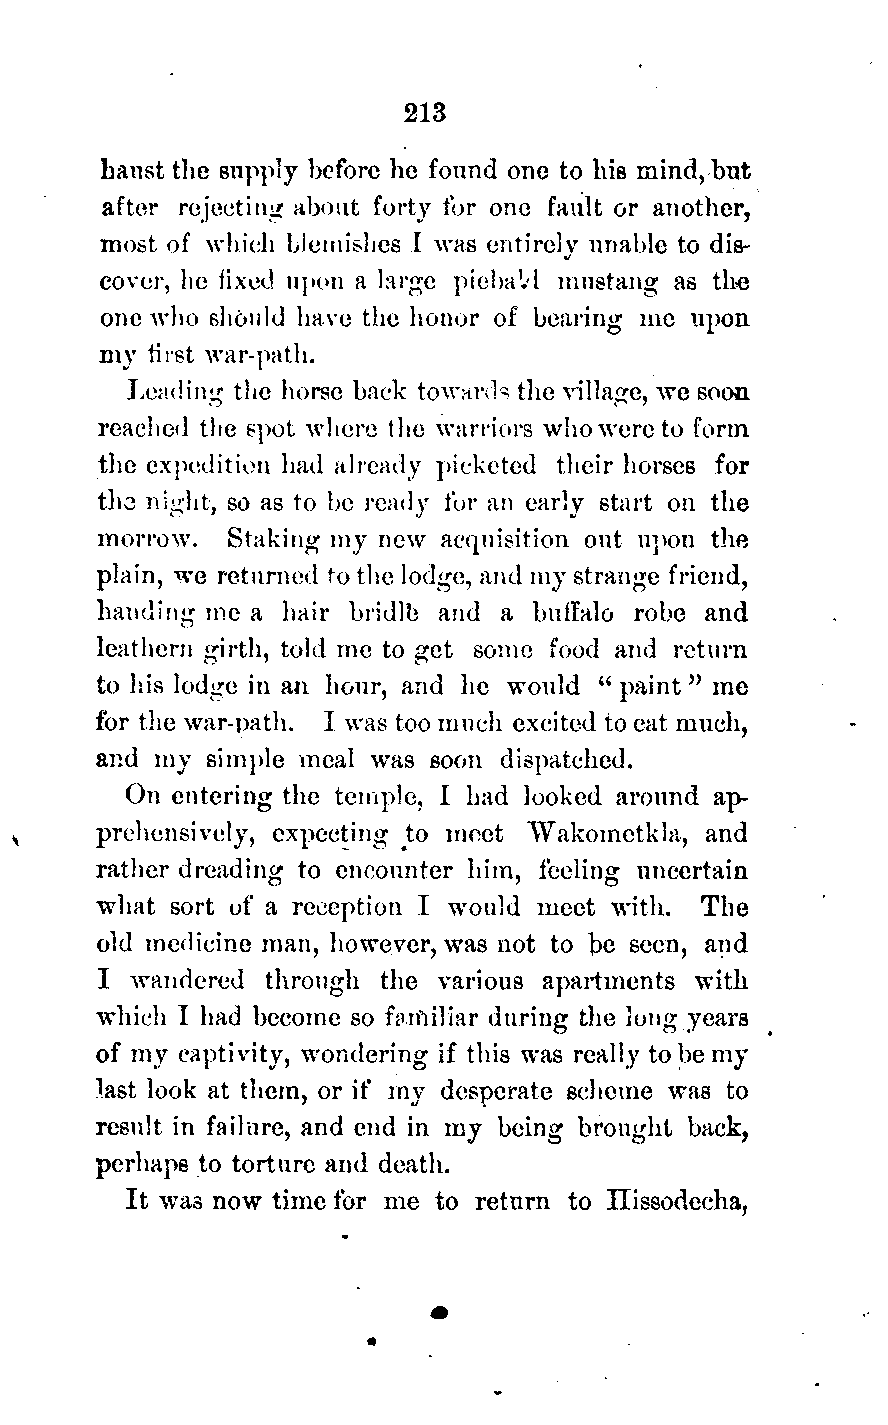 213
haust the supply before he found one to his mind, but
after rejecting about forty for one fault or another,
most of which blemishes I was entirely unable to dis-
cover, he fixed upon a large piebald mustang as the
one who should have the honor of bearing me upon
my first war-path.
Leading the horse back towards the village, we soon
reached the spot where the warriors who were to form
the expedition had already picketed their horses for
the night, so as to be ready for an early start on the
morrow. Staking my new acquisition out upon the
plain, we returned to the lodge, and my strange friend,
handing me a hair bridle and a buffalo robe and
leathern girth, told me to get some food and return
to his lodge in an hour, and he would “ paint ” me
for the war-path. I was too much excited to eat much,
and my simple meal was soon dispatched.
On entering the temple, I had looked around ap-
prehensively, expecting to meet Wakometkla, and
rather dreading to encounter him, feeling uncertain
what sort of a reception I would meet with. The
old medicine man, however, was not to be seen, and
I wandered through the various apartments with
which I had become so familiar during the long years
of my captivity, wondering if this was really to be my
last look at them, or if my desperate scheme was to
result in failure, and end in my being brought back,
perhaps to torture and death.
It was now time for me to return to Hissodecha,